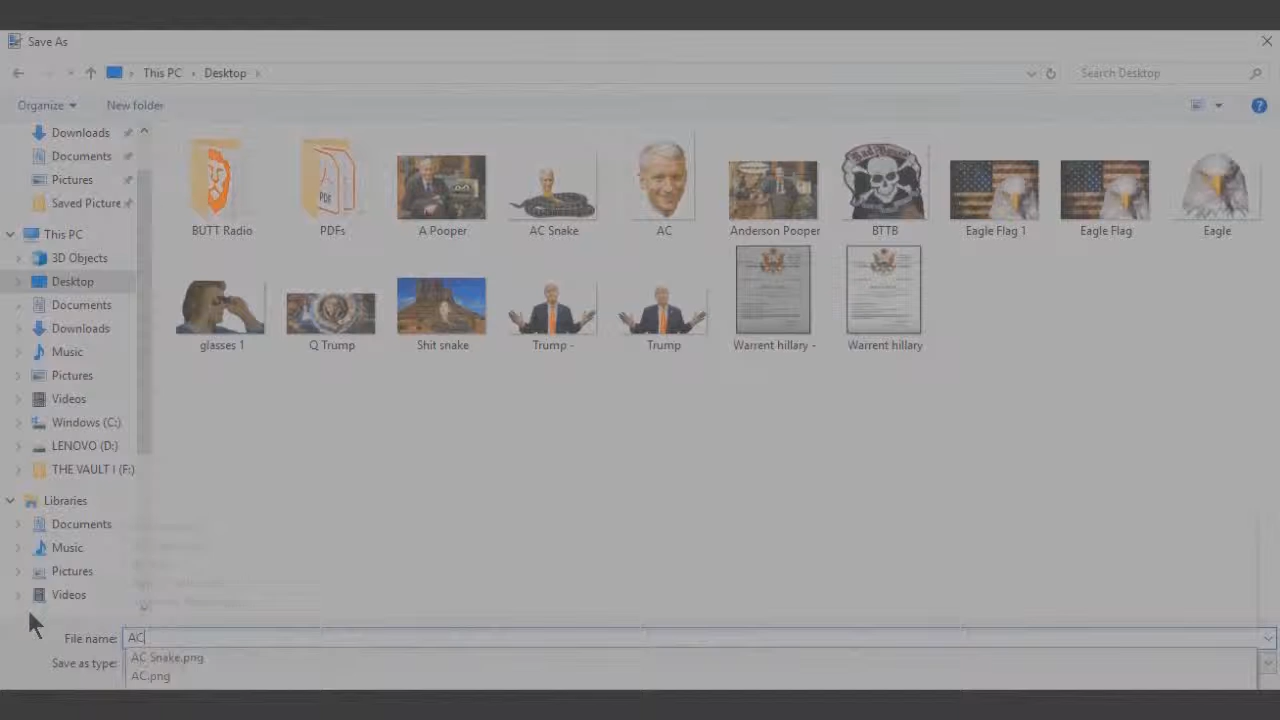 Save As
This PC
Desktop
Search Desktop
Organize
New folder
Downloads
Documents
Pictures
Saved Picture
This PC
3D Objects
Desktop
Documents
Downloads
Music
Pictures
Videos
Windows (C:)
LENOVO (D:)
THE VAULT I (F:)
Libraries
Documents
Music
Pictures
Videos
PDF
BUTT Radio
PDFs
A Pooper
AC Snake
AC
Anderson Pooper
BTTB
Eagle Flag 1
Eagle Flag
Eagle
glasses 1
Q Trump
Shit snake
Trump -
Trump
Warrent hillary -
Warrent hillary
File name:
AC
Save as type:
AC Snake.png
AC.png